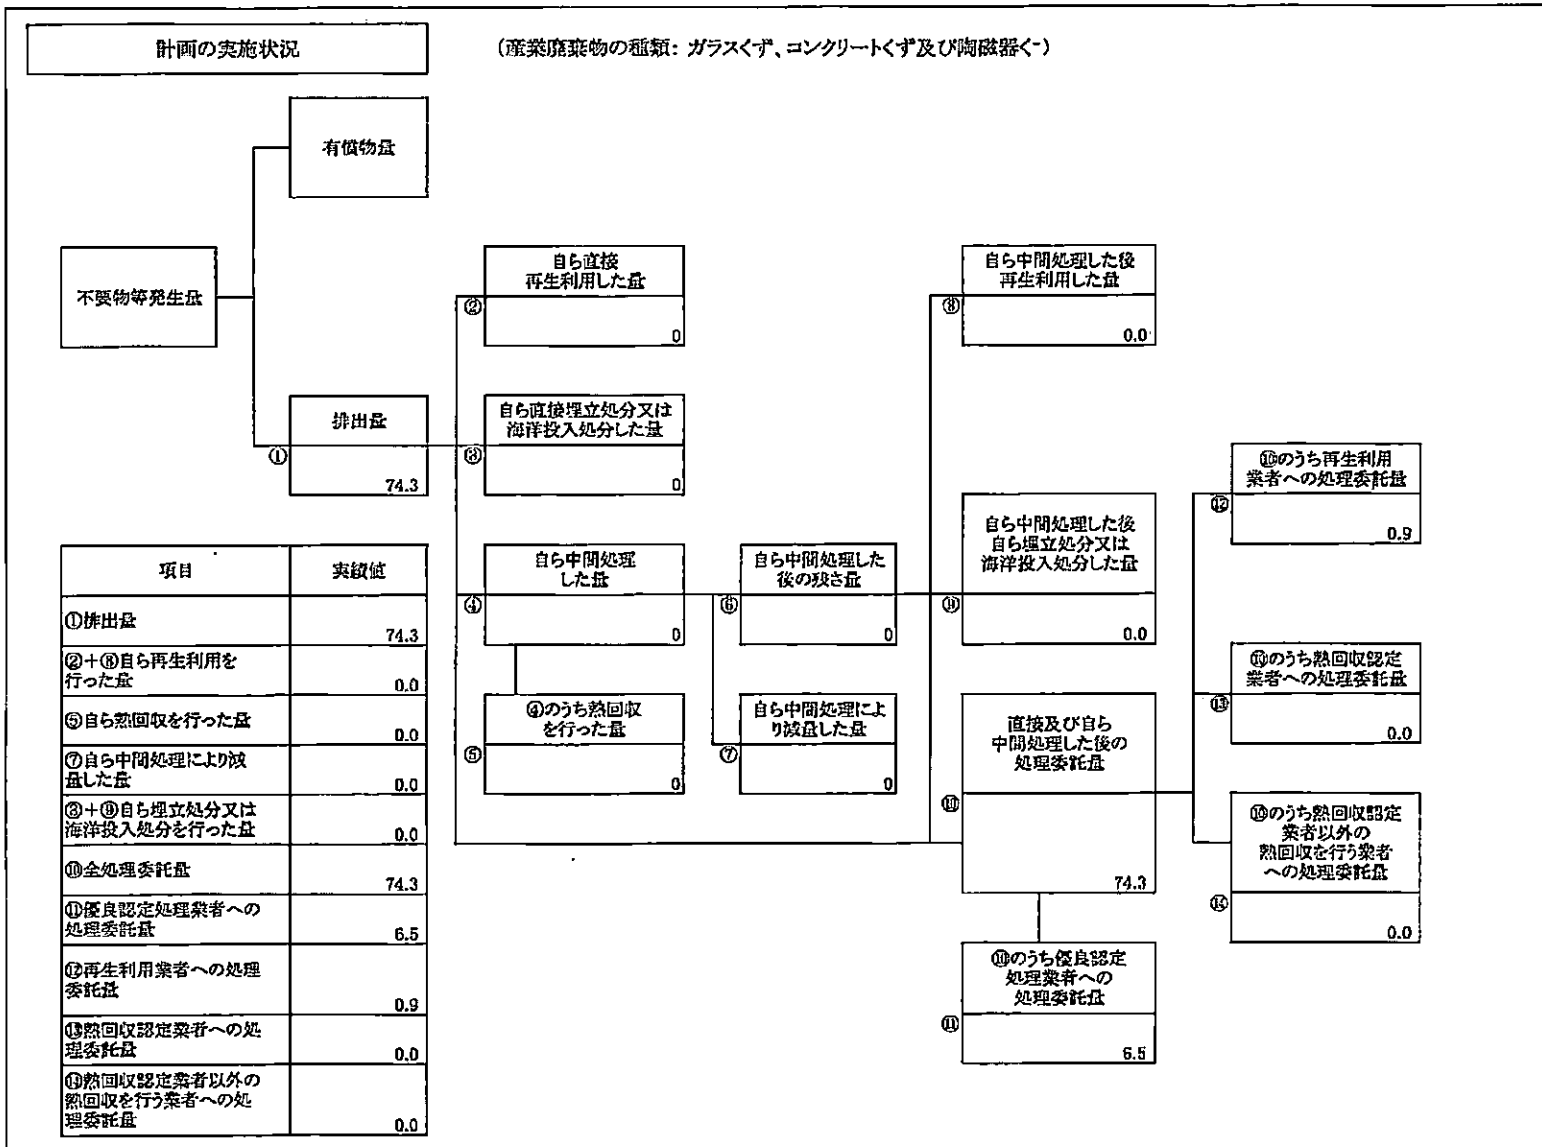 計画の実施状況
(産業廃棄物の種類: ガラスくず、コンクリートくず及び陶磁器く
有償物量
不要物等発生量
排出量
①
74.3
自ら直接
再生利用した量
②
0
自ら直接埋立処分又は
海洋投入処分した量
③
0
自ら中間処理
した量
④
0
④のうち熱回収
を行った量
⑤
0
自ら中間処理した
後の残さ量
⑥
0
自ら中間処理によ
り減量した量
⑦
0
自ら中間処理した後
再生利用した量
⑧
0.0
自ら中間処理した後
自ら埋立処分又は
海洋投入処分した量
⑨
0.0
直接及び自ら
中間処理した後の
処理委託量
⑩
74.3
⑩のうち優良認定
処理業者への
処理委託量
⑪
6.5
⑩のうち再生利用
業者への処理委託量
⑫
0.9
⑩のうち熱回収認定
業者への処理委託量
⑬
0.0
⑩のうち熱回収認定
業者以外の
熱回収を行う業者
への処理委託量
⑭
0.0
項目 実績値
①排出量
74.3
②+⑧自ら再生利用を
行った量
0.0
⑤自ら熱回収を行った量
0.0
⑦自ら中間処理により減
量した量
0.0
③+⑨自ら埋立処分又は
海洋投入処分を行った量
0.0
⑩全処理委託量
74.3
⑪優良認定処理業者への
処理委託量
6.5
⑫再生利用業者への処理
委託量
0.9
⑬熱回収認定業者への処
理委託量
0.0
⑭熱回収認定業者以外の
熱回収を行う業者への処
理委託量
0.0